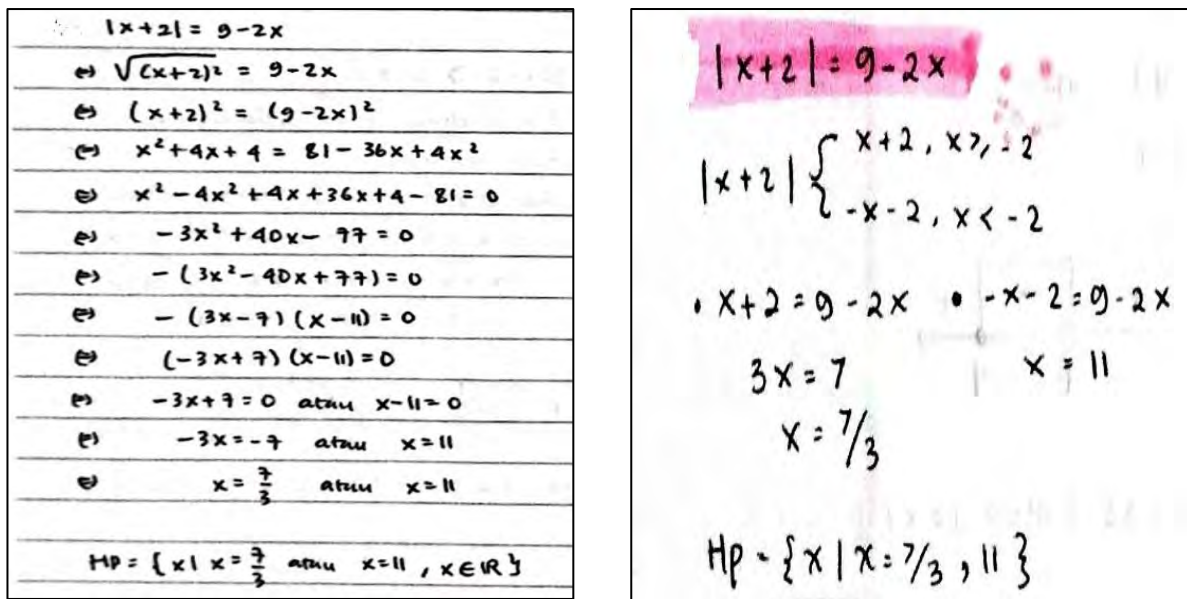 |x+2| = 9-2x
⇔ √(x+2)² = 9-2x
⇔ (x+2)² = (9-2x)²
⇔ x²+4x+4 = 81-36x+4x²
⇔ x²-4x²+4x+36x+4-81=0
⇔ -3x²+40x-77=0
⇔ -(3x²-40x+77)=0
⇔ -(3x-7)(x-11)=0
⇔ (-3x+7)(x-11)=0
⇔ -3x+7=0 atau x-11=0
⇔ -3x=-7 atau x=11
⇔ x=7/3 atau x=11
HP = {x| x=7/3 atau x=11, x∈R}
|x+2| = 9-2x
|x+2| { x+2, x≥-2
-x-2, x<-2
• x+2=9-2x • -x-2=9-2x
3x=7 x=11
x=7/3
Hp = {x | x=7/3, 11}